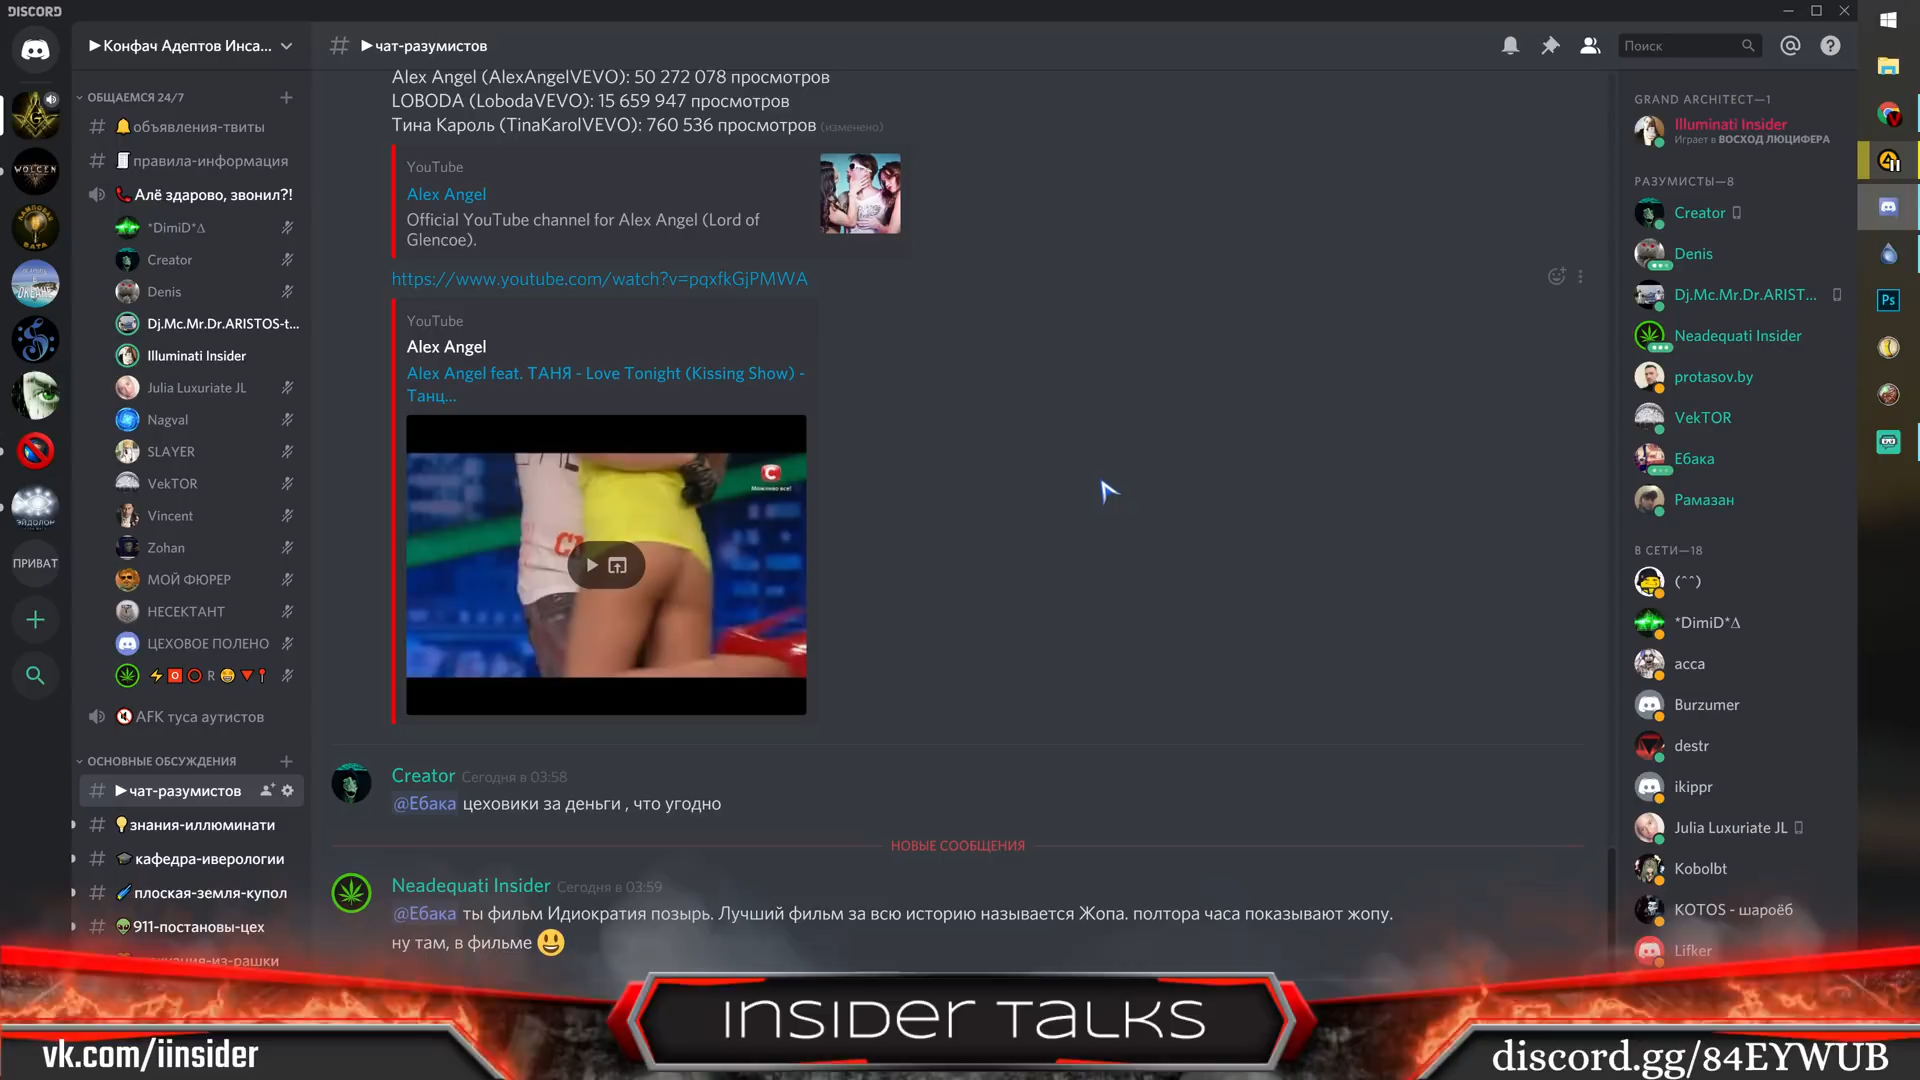 DISCORD
▶Конфач Адептов Инса...
ОБЩАЕМСЯ 24/7
🔔объявления-твиты
правила-информация
📞Алё здарово, звонил?!
*DimiD*Δ
Creator
Denis
Dj.Mc.Mr.Dr.ARISTOS-t...
Illuminati Insider
Julia Luxuriate JL
Nagval
SLAYER
VekTOR
Vincent
Zohan
МОЙ ФЮРЕР
НЕСЕКТАНТ
ЦЕХОВОЕ ПОЛЕНО
⚡🅾⭕R😄🔻📍
AFK туса аутистов
ОСНОВНЫЕ ОБСУЖДЕНИЯ
▶чат-разумистов
💡знания-иллюминати
🎓кафедра-иверологии
плоская-земля-купол
👽911-постановы-цех
-из-рашки
WOLCEN
ВАТА
ОКЕАНЕ
ЭЙДОЛОН
ПРИВАТ
▶чат-разумистов
Поиск
Alex Angel (AlexAngelVEVO): 50 272 078 просмотров
LOBODA (LobodaVEVO): 15 659 947 просмотров
Тина Кароль (TinaKarolVEVO): 760 536 просмотров (изменено)
YouTube
Alex Angel
Official YouTube channel for Alex Angel (Lord of
Glencoe).
https://www.youtube.com/watch?v=pqxfkGjPMWA
YouTube
Alex Angel
Alex Angel feat. ТАНЯ - Love Tonight (Kissing Show) -
Танц...
Можливо все!
Creator Сегодня в 03:58
@Ебака цеховики за деньги , что угодно
НОВЫЕ СООБЩЕНИЯ
Neadequati Insider Сегодня в 03:59
@Ебака ты фильм Идиократия позырь. Лучший фильм за всю историю называется Жопа. полтора часа показывают жопу.
ну там, в фильме 😃
GRAND ARCHITECT—1
Illuminati Insider
Играет в ВОСХОД ЛЮЦИФЕРА
РАЗУМИСТЫ—8
Creator
Denis
Dj.Mc.Mr.Dr.ARIST...
Neadequati Insider
protasov.by
VekTOR
Ебака
Рамазан
В СЕТИ—18
(^^)
*DimiD*Δ
acca
Burzumer
destr
ikippr
Julia Luxuriate JL
Kobolbt
KOTOS - шароёб
Lifker
Ps
INSIDER TALKS
vk.com/iinsider
discord.gg/84EYWUB